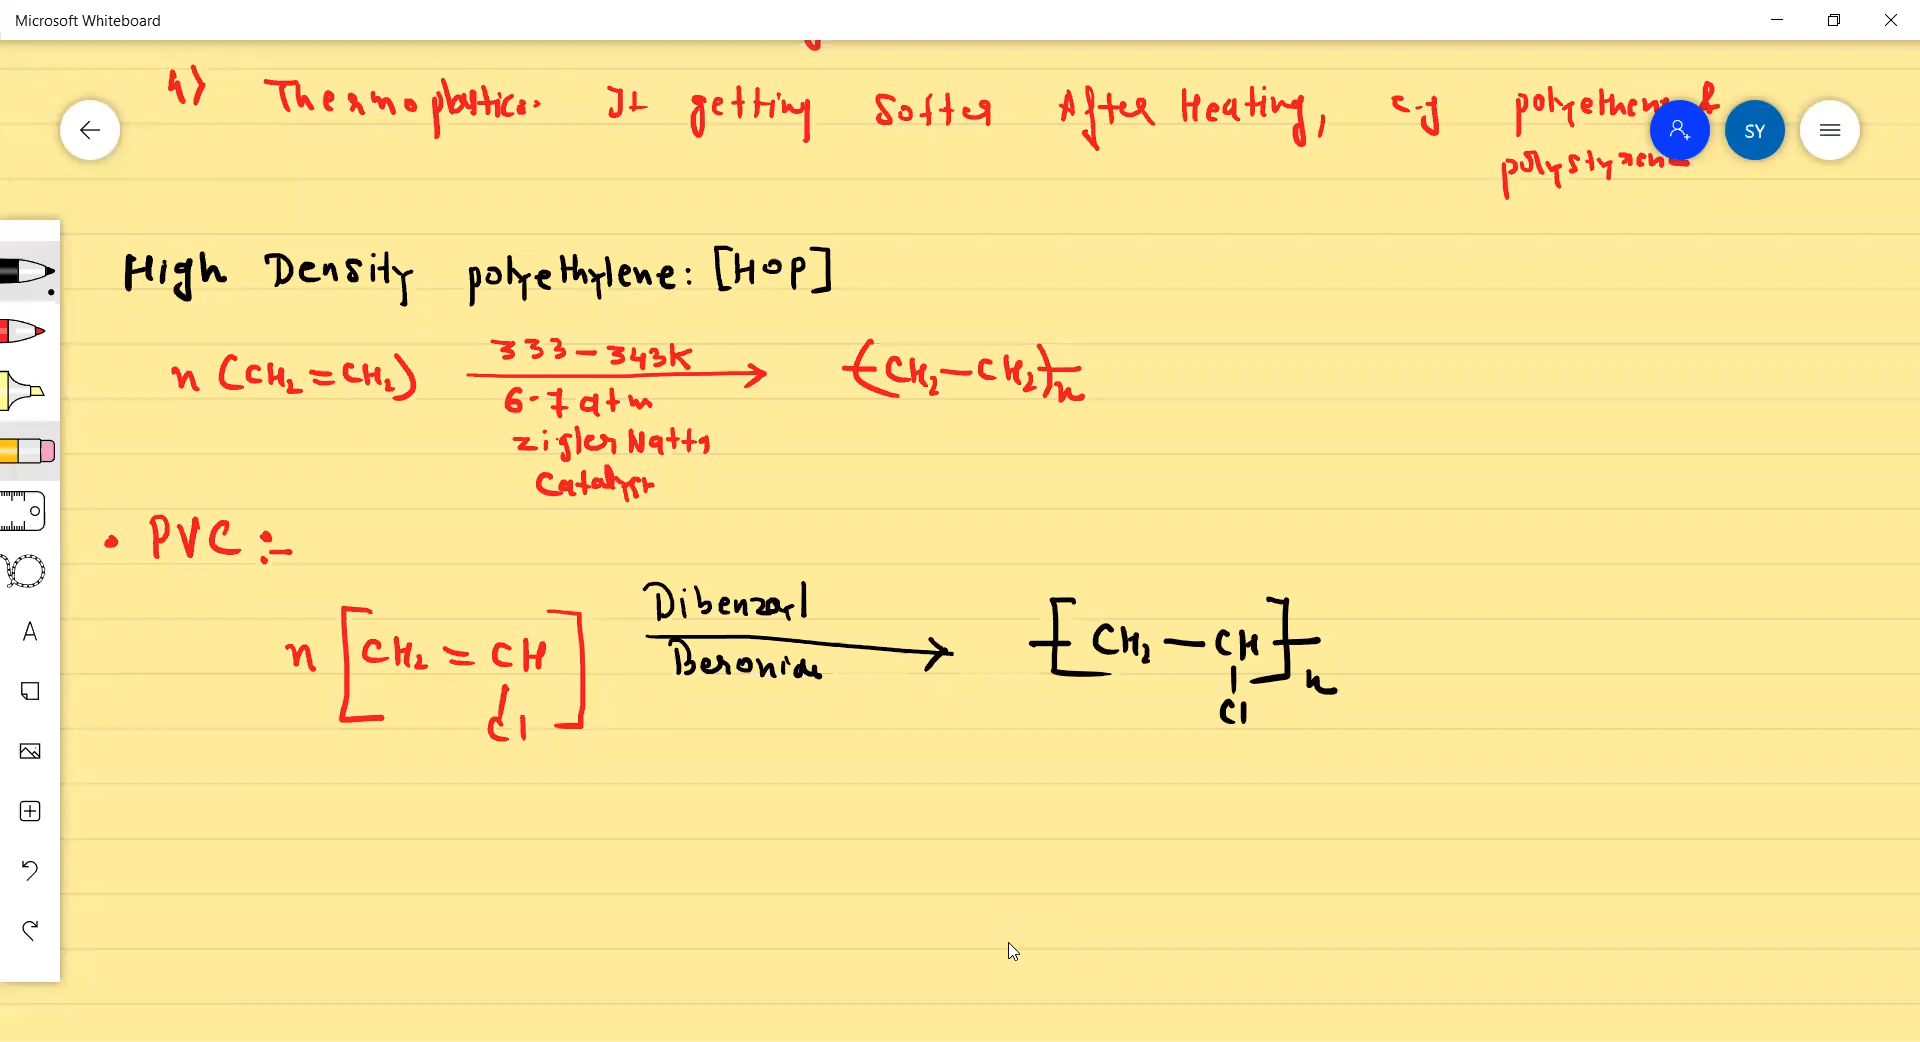 Microsoft Whiteboard
4) Thermoplastics. It getting Softer After Heating, e.g polyethene &
polystyrene
SY
High Density polyethylene: [HDP]
n (CH₂=CH₂) 333-343K (CH₂-CH₂)n
6-7 atm
zigler Natta
Catalyst
• PVC :-
n [CH₂ = CH] Dibenzoyl [CH₂ — CH]n
Beroxide
Cl Cl
A